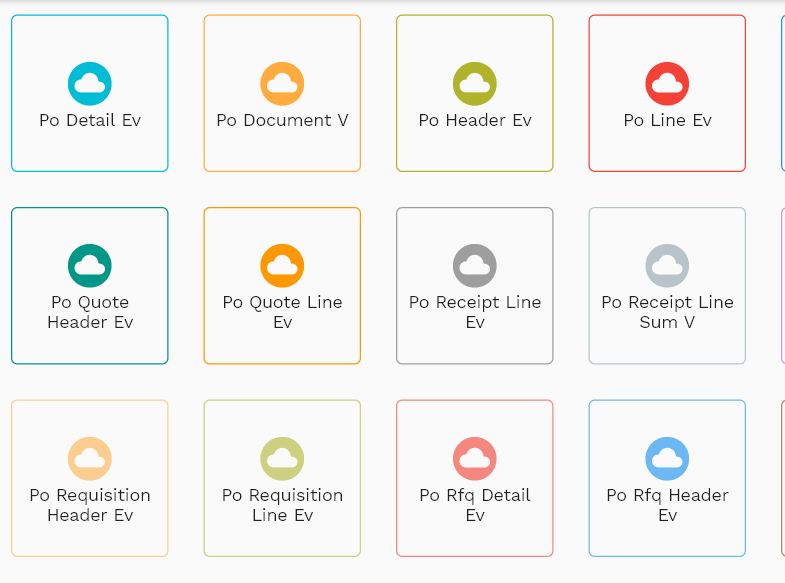 Po Detail Ev
Po Document V
Po Header Ev
Po Line Ev
Po Quote
Header Ev
Po Quote Line
Ev
Po Receipt Line
Ev
Po Receipt Line
Sum V
Po Requisition
Header Ev
Po Requisition
Line Ev
Po Rfq Detail
Ev
Po Rfq Header
Ev